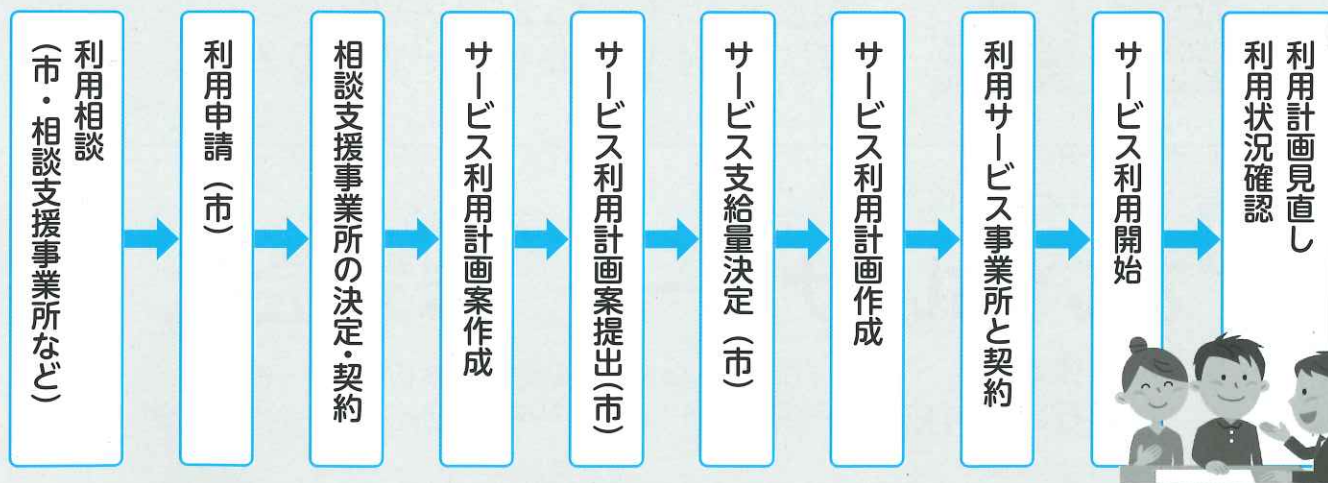 利用相談
(市・相談支援事業所など)
利用申請(市)
相談支援事業所の決定・契約
サービス利用計画案作成
サービス利用計画案提出(市)
サービス支給量決定(市)
サービス利用計画作成
利用サービス事業所と契約
サービス利用開始
利用計画見直し
利用状況確認